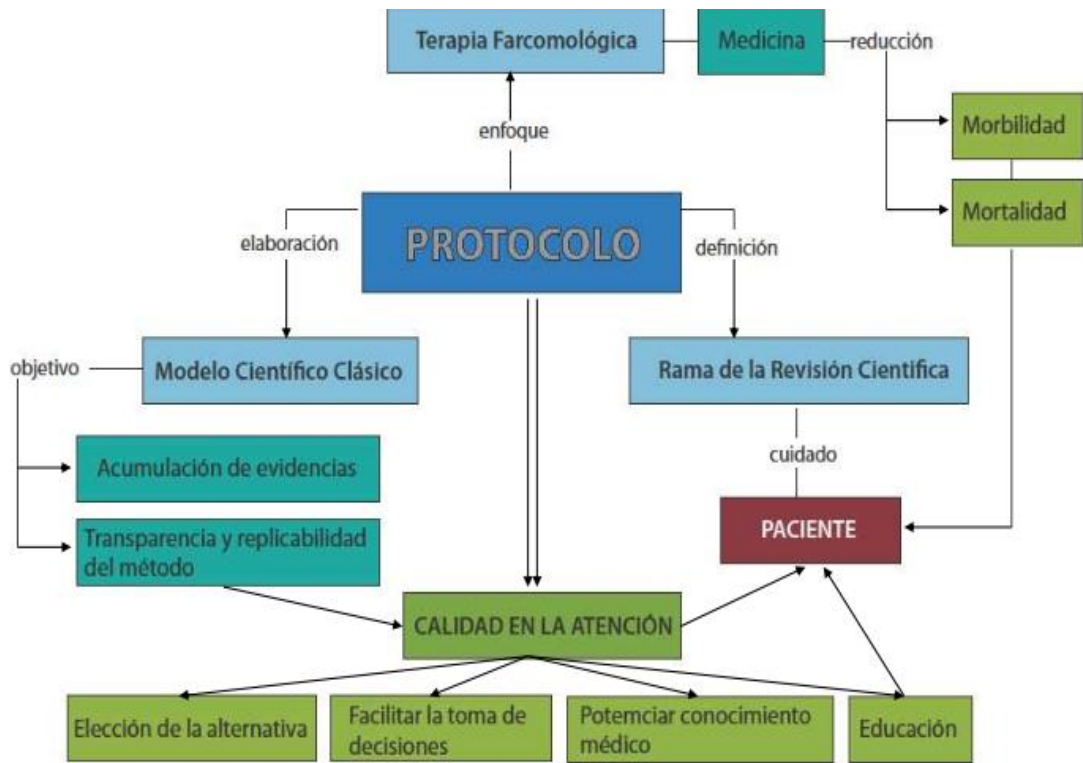 Terapia Farcomológica
Medicina
reducción
Morbilidad
enfoque
Mortalidad
PROTOCOLO
elaboración
definición
objetivo
Modelo Científico Clásico
Rama de la Revisión Cientifica
Acumulación de evidencias
cuidado
Transparencia y replicabilidad
del método
PACIENTE
CALIDAD EN LA ATENCIÓN
Elección de la alternativa
Facilitar la toma de
decisiones
Potemciar conocimiento
médico
Educación